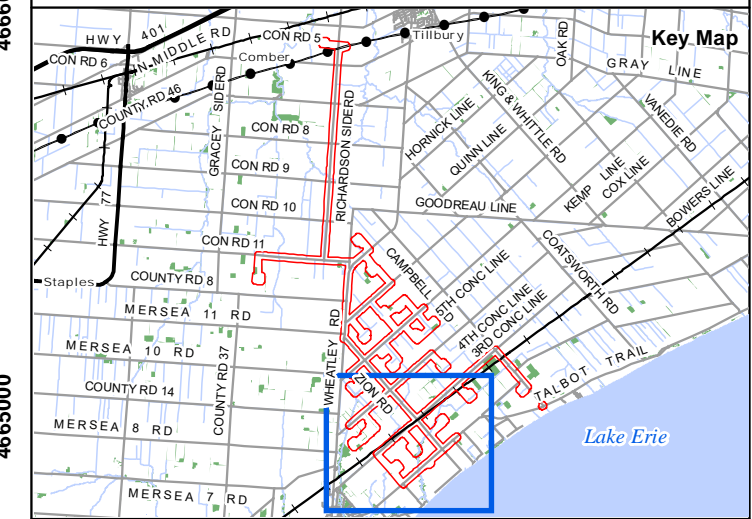 46660
4665000
Key Map
HWY 401
CON RD 5
Tillbury
OAK RD
N-MIDDLE RD
CON RD 6
Comber
GRAY LINE
COUNTY RD 46
GRACEY SIDERD
KING & WHITTLE RD
VANEDIE RD
HORNICK LINE
CON RD 8
QUINN LINE
RICHARDSON SIDERD
CON RD 9
KEMP LINE
COX LINE
BOWERS LINE
HWY 77
CON RD 10
GOODREAU LINE
CON RD 11
CAMPBELL
COATSWORTH RD
5TH CONC LINE
Staples
COUNTY RD 8
4TH CONC LINE
3RD CONC LINE
MERSEA 11 RD
WHEATLEY RD
MERSEA 10 RD
COUNTY RD 37
ZION RD
TALBOT TRAIL
COUNTY RD 14
MERSEA 8 RD
Lake Erie
MERSEA 7 RD